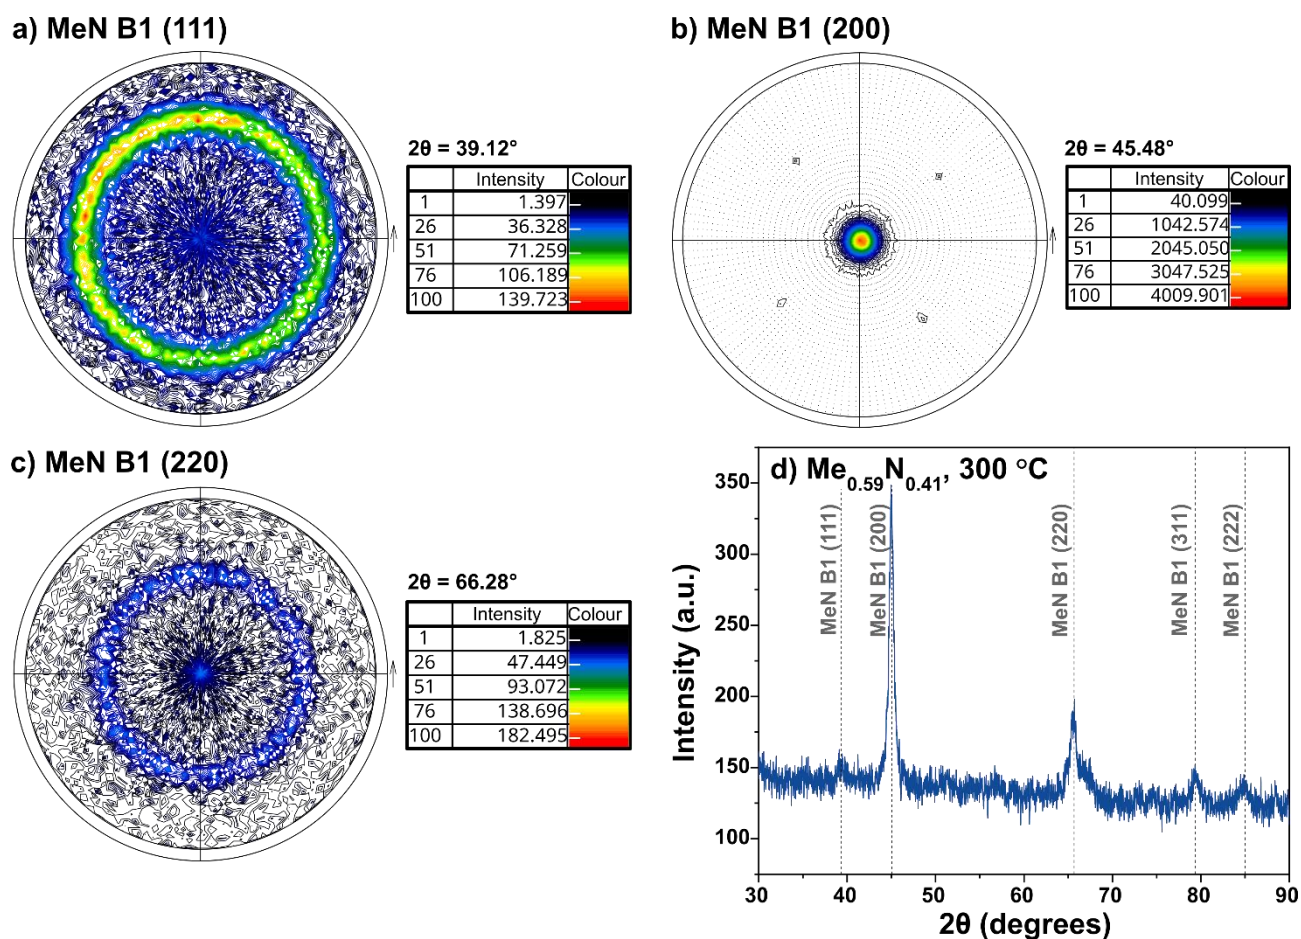 a) MeN B1 (111)
2θ = 39.12°
Intensity Colour
1 1.397
26 36.328
51 71.259
76 106.189
100 139.723
b) MeN B1 (200)
2θ = 45.48°
Intensity Colour
1 40.099
26 1042.574
51 2045.050
76 3047.525
100 4009.901
c) MeN B1 (220)
2θ = 66.28°
Intensity Colour
1 1.825
26 47.449
51 93.072
76 138.696
100 182.495
d) Me0.59N0.41, 300 °C
MeN B1 (111)
MeN B1 (200)
MeN B1 (220)
MeN B1 (311)
MeN B1 (222)
Intensity (a.u.)
350
300
250
200
150
100
30 40 50 60 70 80 90
2θ (degrees)